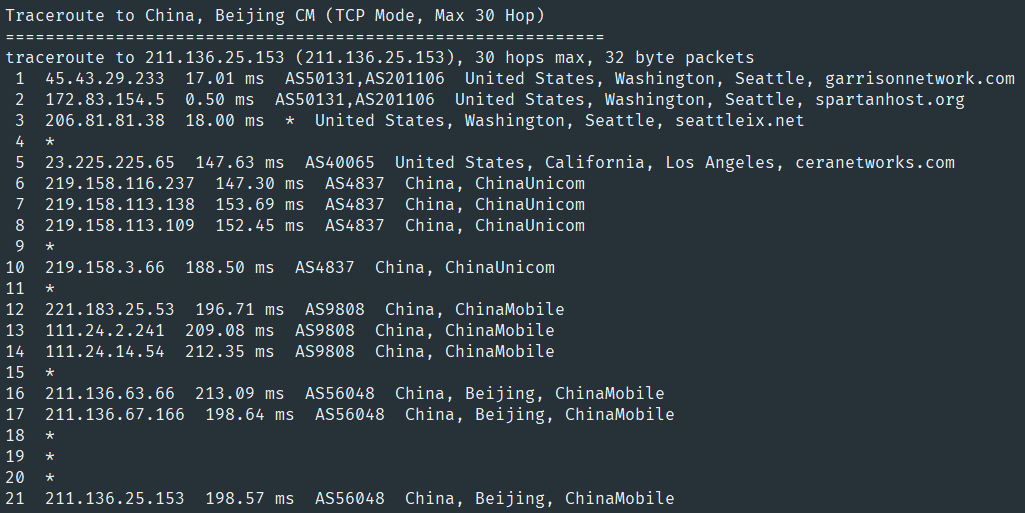 Traceroute to China, Beijing CM (TCP Mode, Max 30 Hop)
============================================================
traceroute to 211.136.25.153 (211.136.25.153), 30 hops max, 32 byte packets
 1  45.43.29.233  17.01 ms  AS50131,AS201106  United States, Washington, Seattle, garrisonnetwork.com
 2  172.83.154.5  0.50 ms  AS50131,AS201106  United States, Washington, Seattle, spartanhost.org
 3  206.81.81.38  18.00 ms  *  United States, Washington, Seattle, seattleix.net
 4  *
 5  23.225.225.65  147.63 ms  AS40065  United States, California, Los Angeles, ceranetworks.com
 6  219.158.116.237  147.30 ms  AS4837  China, ChinaUnicom
 7  219.158.113.138  153.69 ms  AS4837  China, ChinaUnicom
 8  219.158.113.109  152.45 ms  AS4837  China, ChinaUnicom
 9  *
10  219.158.3.66  188.50 ms  AS4837  China, ChinaUnicom
11  *
12  221.183.25.53  196.71 ms  AS9808  China, ChinaMobile
13  111.24.2.241  209.08 ms  AS9808  China, ChinaMobile
14  111.24.14.54  212.35 ms  AS9808  China, ChinaMobile
15  *
16  211.136.63.66  213.09 ms  AS56048  China, Beijing, ChinaMobile
17  211.136.67.166  198.64 ms  AS56048  China, Beijing, ChinaMobile
18  *
19  *
20  *
21  211.136.25.153  198.57 ms  AS56048  China, Beijing, ChinaMobile